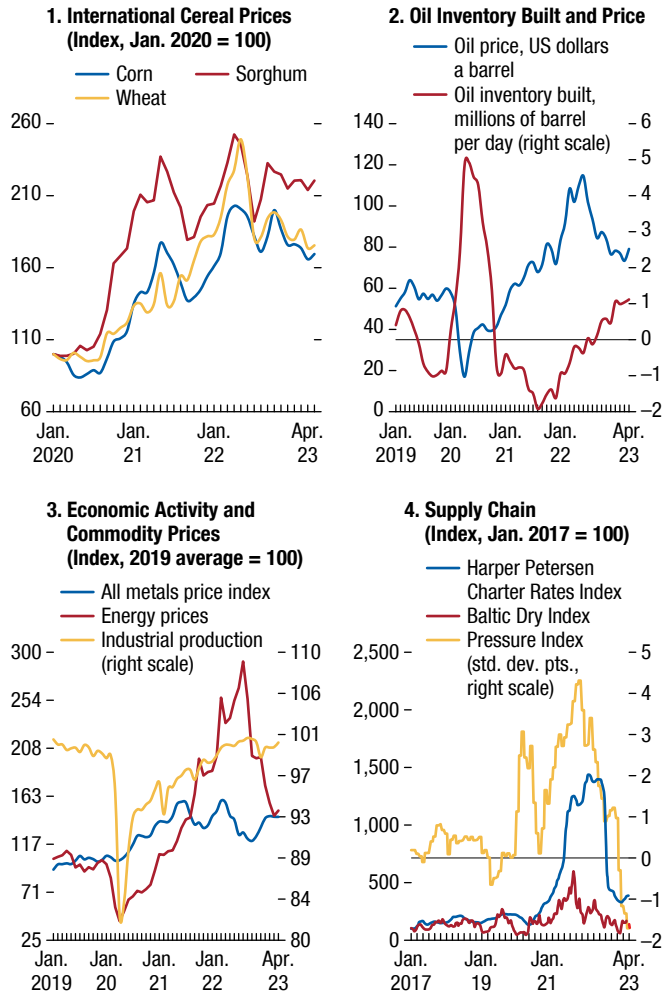 1. International Cereal Prices
(Index, Jan. 2020 = 100)
Corn
Sorghum
Wheat
260
210
160
110
60
Jan.
2020
Jan.
21
Jan.
22
Apr.
23
2. Oil Inventory Built and Price
Oil price, US dollars
a barrel
Oil inventory built,
millions of barrel
per day (right scale)
140
120
100
80
60
40
20
0
6
5
4
3
2
1
0
–1
–2
Jan.
2019
Jan.
20
Jan.
21
Jan.
22
Apr.
23
3. Economic Activity and
Commodity Prices
(Index, 2019 average = 100)
All metals price index
Energy prices
Industrial production
(right scale)
300
254
208
163
117
71
25
110
106
101
97
93
89
84
80
Jan.
2019
Jan.
20
Jan.
21
Jan.
22
Apr.
23
4. Supply Chain
(Index, Jan. 2017 = 100)
Harper Petersen
Charter Rates Index
Baltic Dry Index
Pressure Index
(std. dev. pts.,
right scale)
2,500
2,000
1,500
1,000
500
0
5
4
3
2
1
0
–1
–2
Jan.
2017
Jan.
19
Jan.
21
Apr.
23